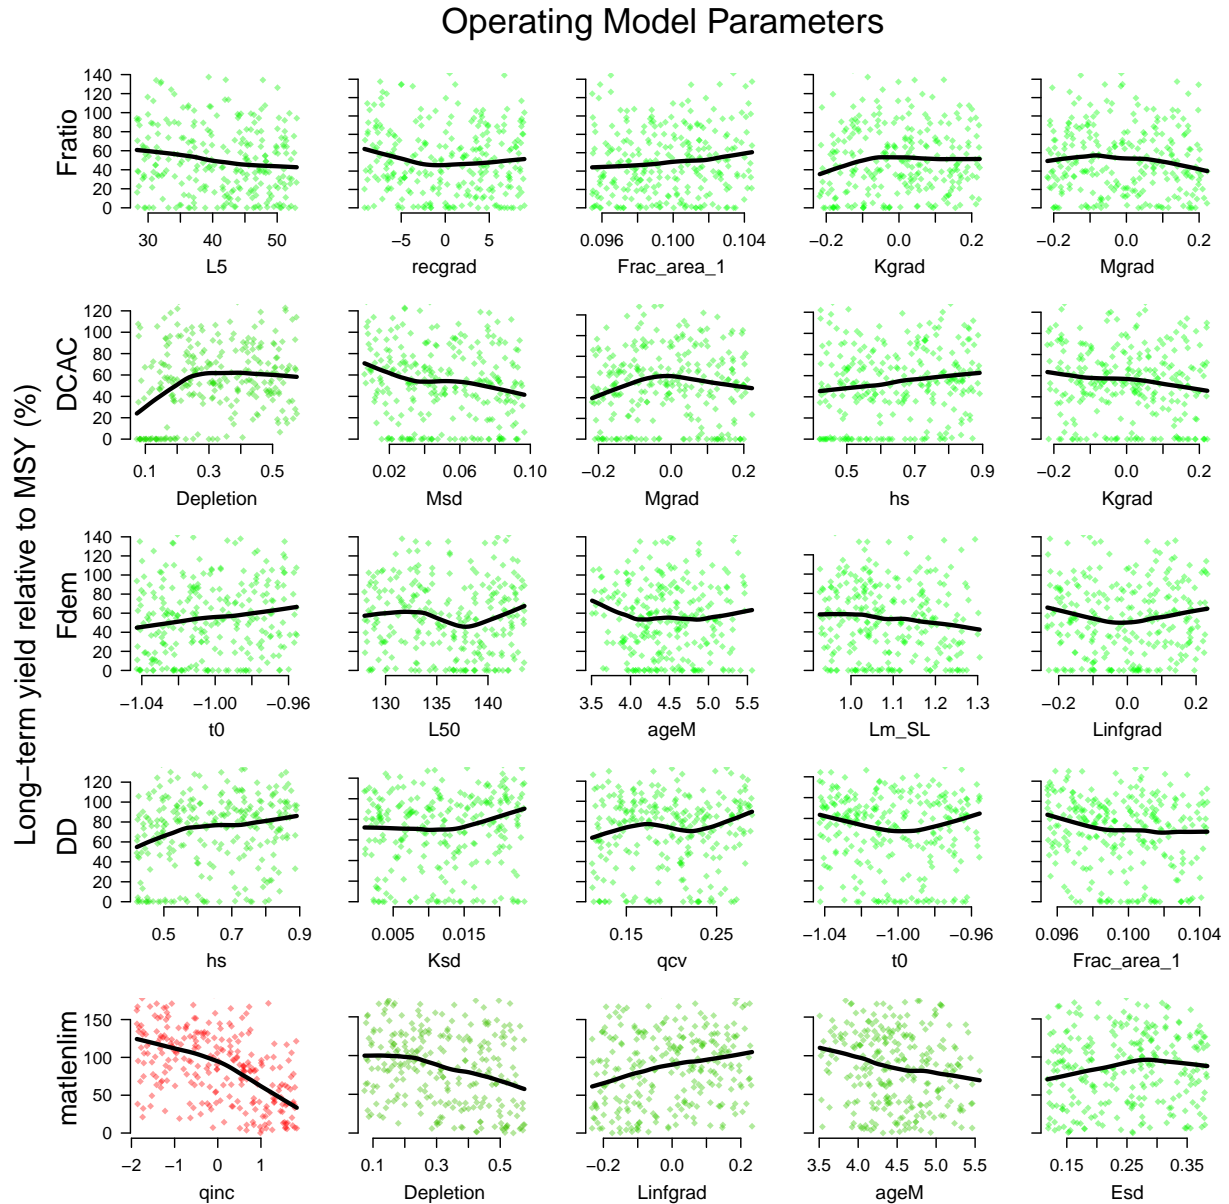 Operating Model Parameters
Long−term yield relative to MSY (%)
Fratio
0 20 40 60 80 100 120 140
30 40 50
L5
−5 0 5
recgrad
0.096 0.100 0.104
Frac_area_1
−0.2 0.0 0.2
Kgrad
−0.2 0.0 0.2
Mgrad
DCAC
0 20 40 60 80 100 120
0.1 0.3 0.5
Depletion
0.02 0.06 0.10
Msd
−0.2 0.0 0.2
Mgrad
0.5 0.7 0.9
hs
−0.2 0.0 0.2
Kgrad
Fdem
0 20 40 60 80 100 120 140
−1.04 −1.00 −0.96
t0
130 135 140
L50
3.5 4.0 4.5 5.0 5.5
ageM
1.0 1.1 1.2 1.3
Lm_SL
−0.2 0.0 0.2
Linfgrad
DD
0 20 40 60 80 100 120
0.5 0.7 0.9
hs
0.005 0.015
Ksd
0.15 0.25
qcv
−1.04 −1.00 −0.96
t0
0.096 0.100 0.104
Frac_area_1
matlenlim
0 50 100 150
−2 −1 0 1
qinc
0.1 0.3 0.5
Depletion
−0.2 0.0 0.2
Linfgrad
3.5 4.0 4.5 5.0 5.5
ageM
0.15 0.25 0.35
Esd